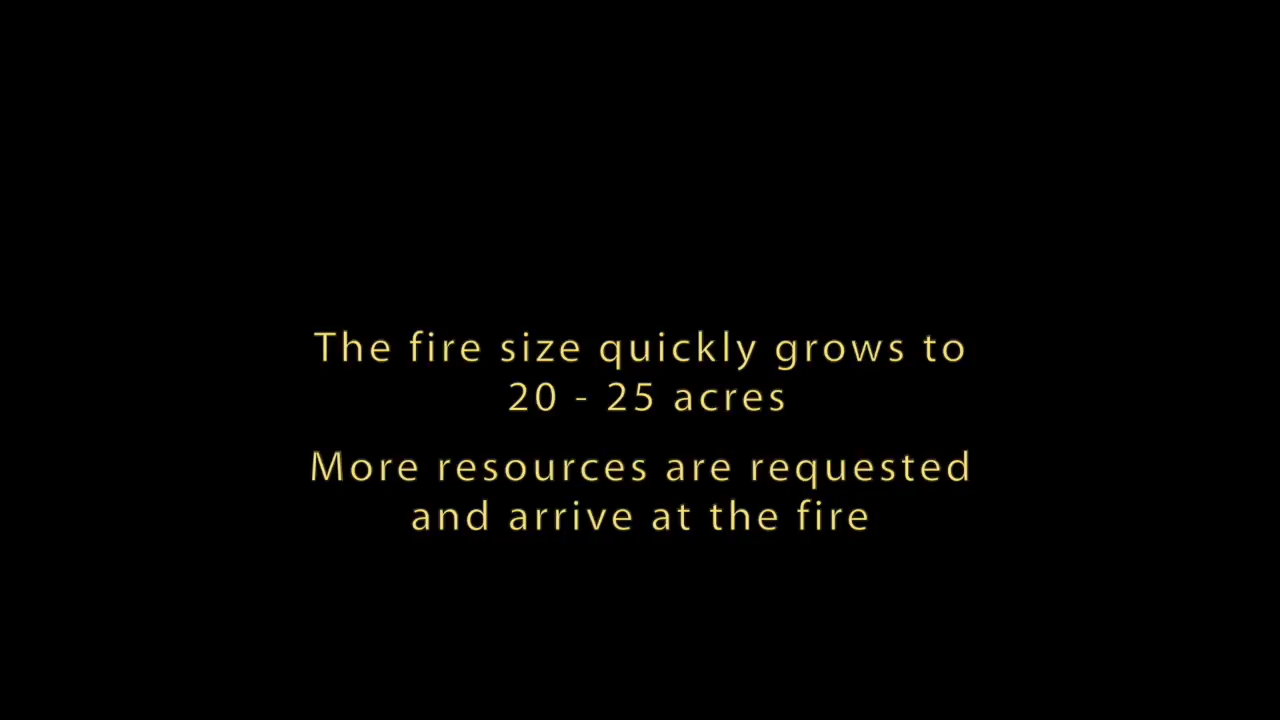 The fire size quickly grows to
20 - 25 acres
More resources are requested
and arrive at the fire